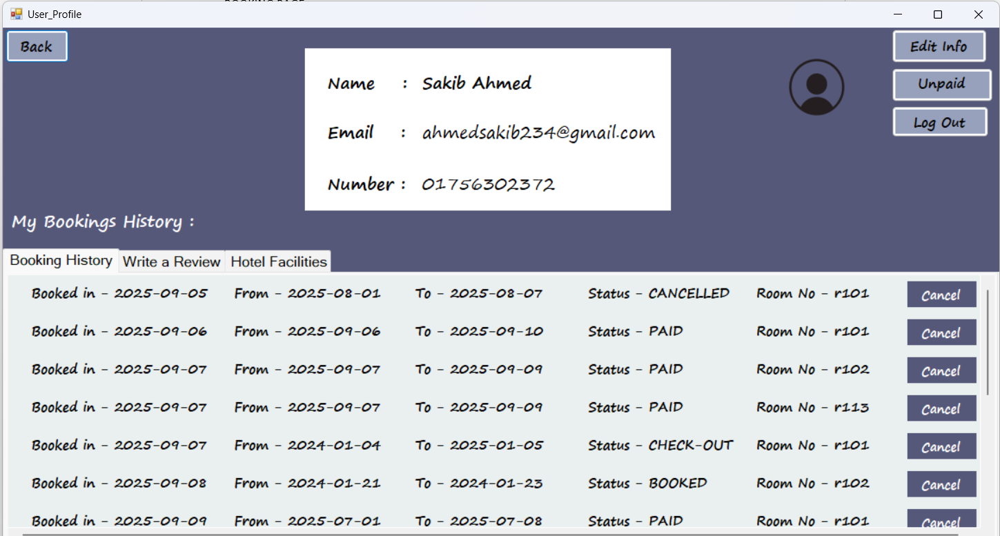 User_Profile
Back
Edit Info
Name : Sakib Ahmed
Unpaid
Email : ahmedsakib234@gmail.com
Log Out
Number : 01756302372
My Bookings History :
Booking History Write a Review Hotel Facilities
Booked in - 2025-09-05 From - 2025-08-01 To - 2025-08-07 Status - CANCELLED Room No - r101 Cancel
Booked in - 2025-09-06 From - 2025-09-06 To - 2025-09-10 Status - PAID Room No - r101 Cancel
Booked in - 2025-09-07 From - 2025-09-07 To - 2025-09-09 Status - PAID Room No - r102 Cancel
Booked in - 2025-09-07 From - 2025-09-07 To - 2025-09-09 Status - PAID Room No - r113 Cancel
Booked in - 2025-09-07 From - 2024-01-04 To - 2025-01-05 Status - CHECK-OUT Room No - r101 Cancel
Booked in - 2025-09-08 From - 2024-01-21 To - 2024-01-23 Status - BOOKED Room No - r102 Cancel
Booked in - 2025-09-09 From - 2025-07-01 To - 2025-07-08 Status - PAID Room No - r101 Cancel